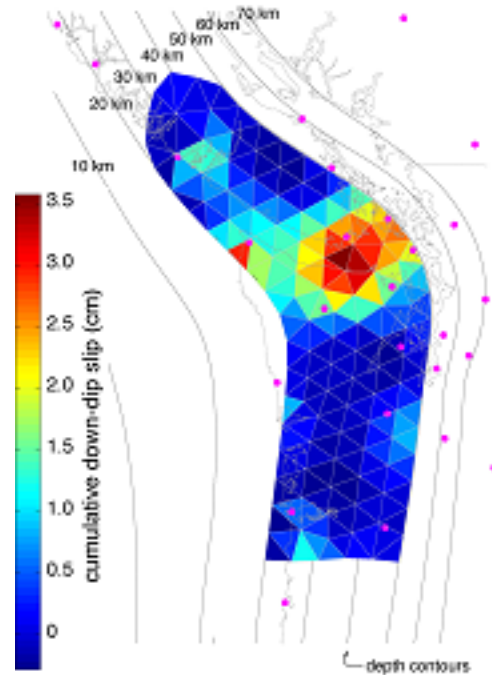 70 km
60 km
50 km
40 km
30 km
20 km
10 km
3.5
3.0
2.5
2.0
1.5
1.0
0.5
0
cumulative down-dip slip (cm)
depth contours